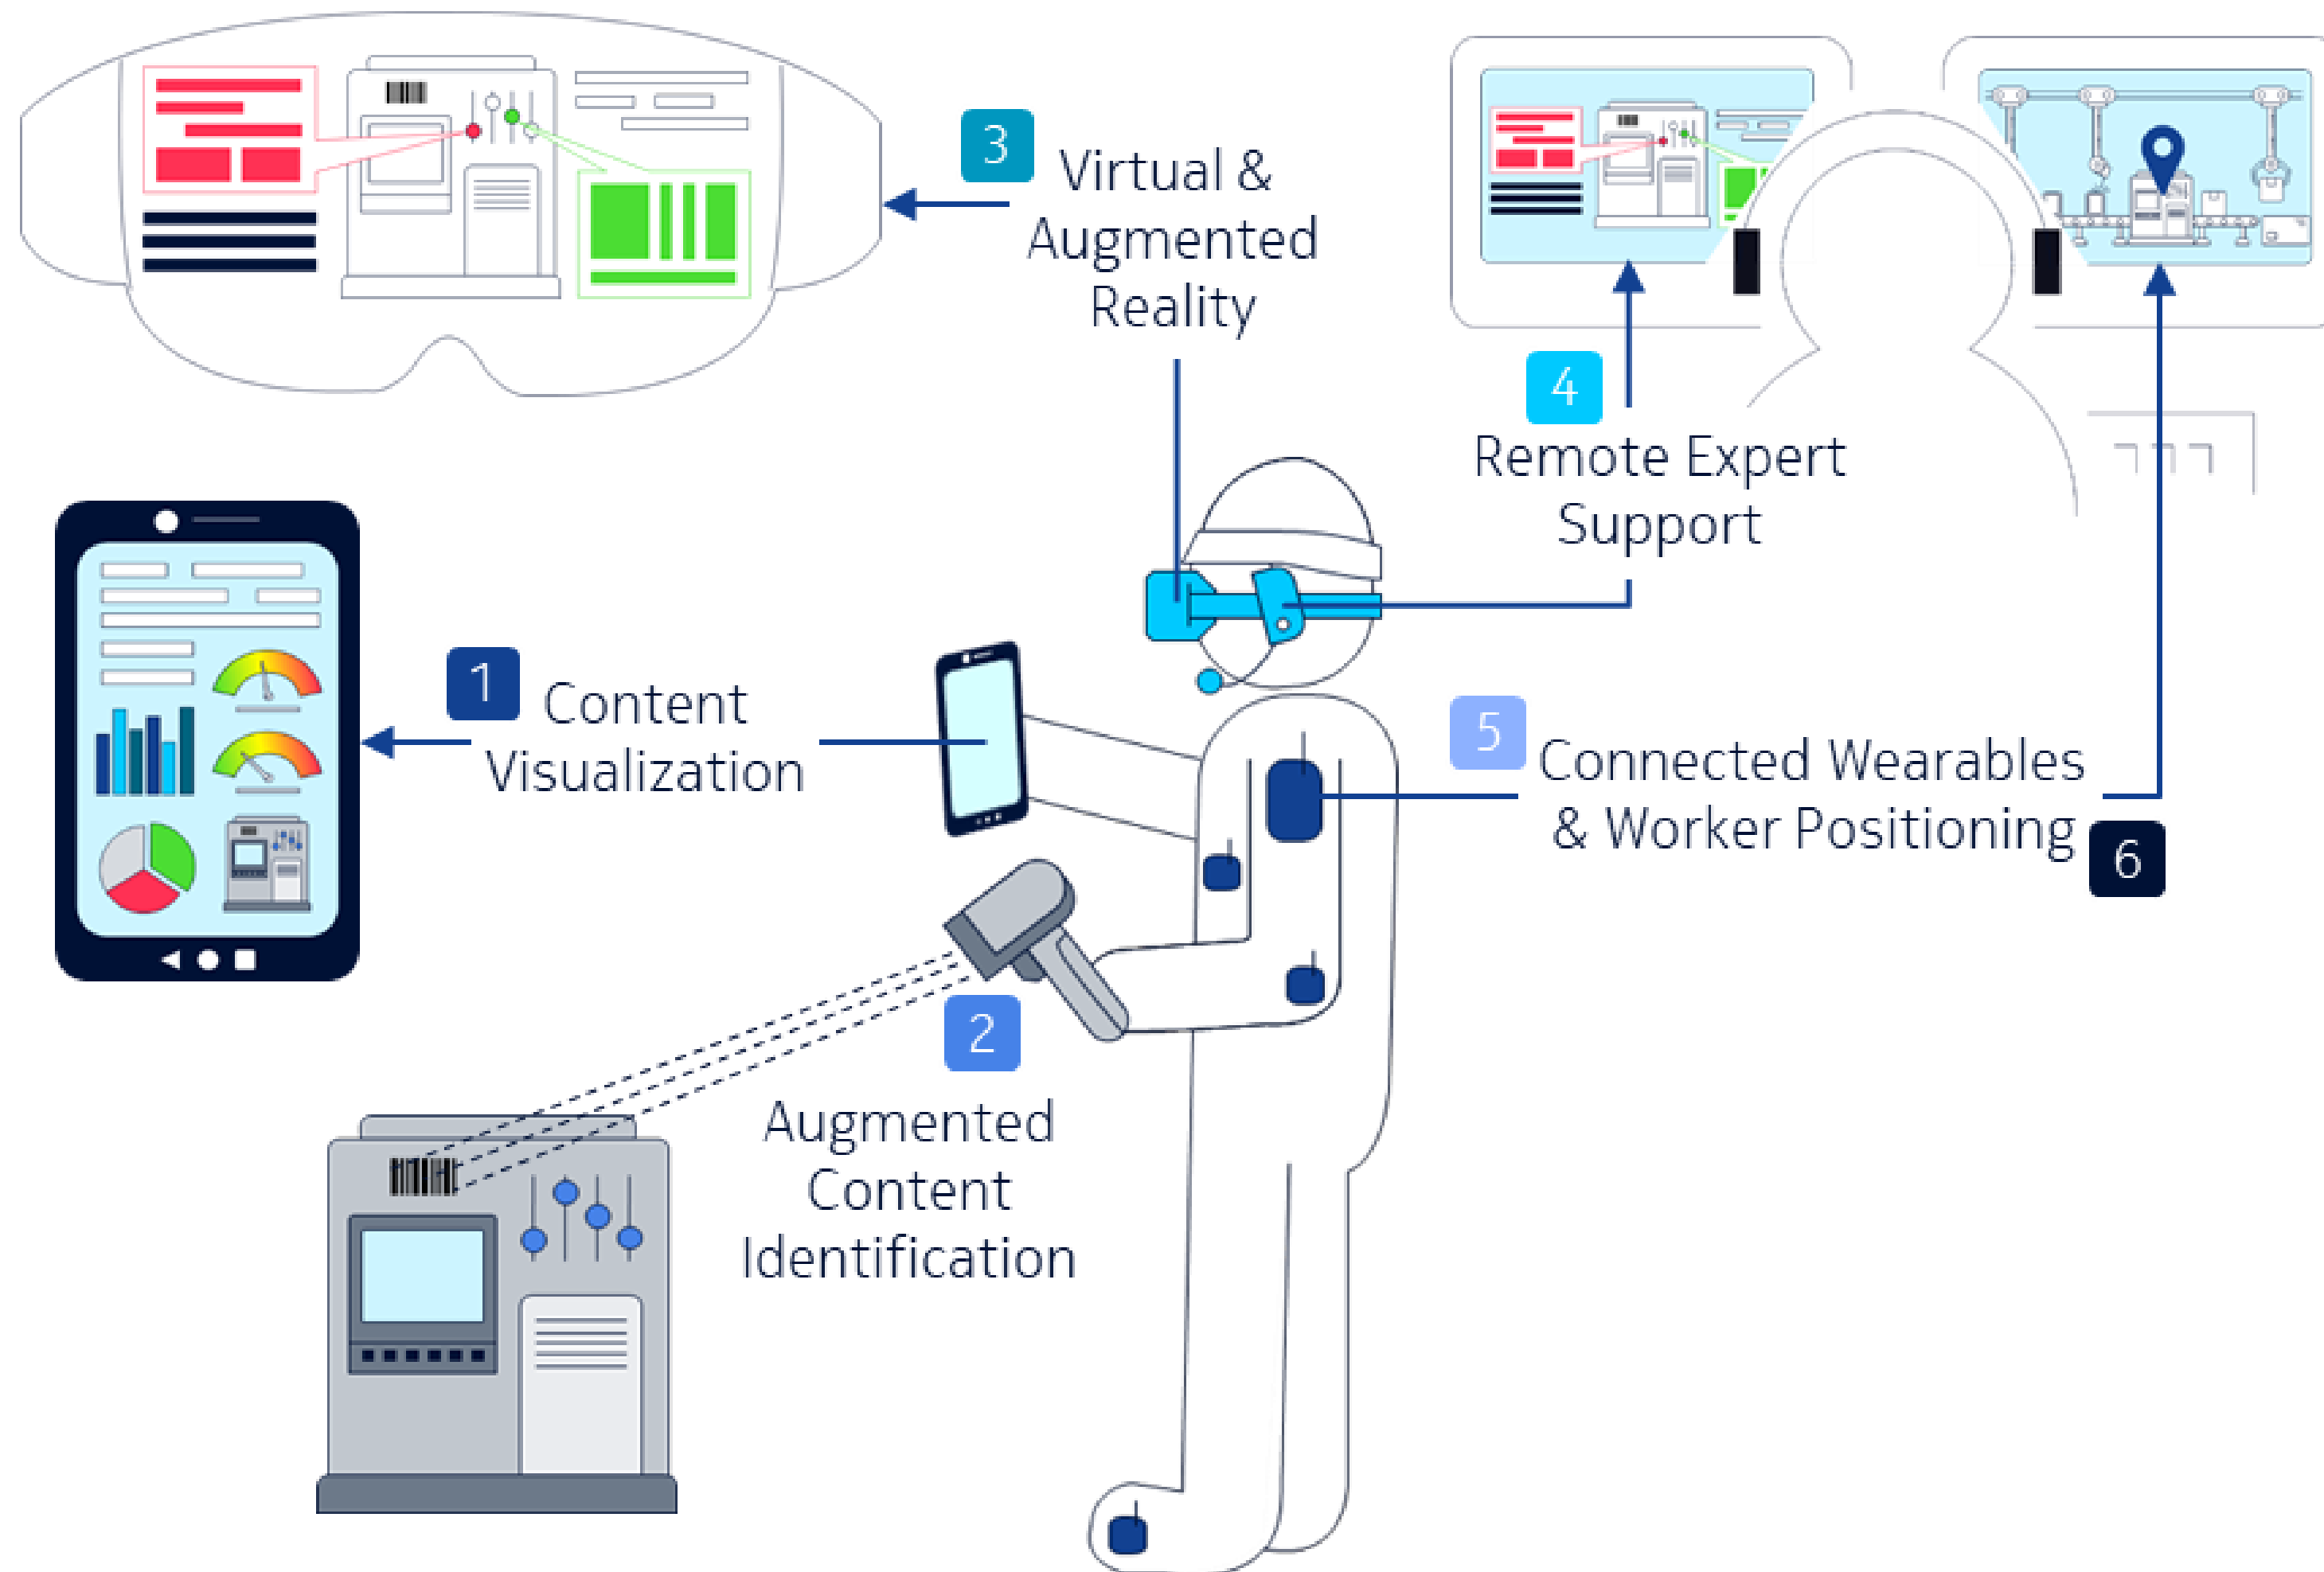 3
Virtual &
Augmented
Reality
4
Remote Expert
Support
1
Content
Visualization
5
Connected Wearables
& Worker Positioning
6
2
Augmented
Content
Identification